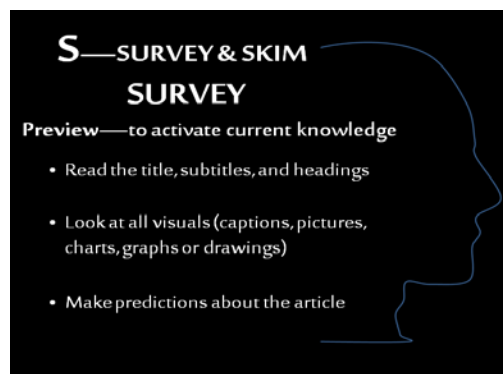 S—SURVEY & SKIM
SURVEY
Preview—to activate current knowledge
• Read the title, subtitles, and headings
• Look at all visuals (captions, pictures,
charts, graphs or drawings)
• Make predictions about the article